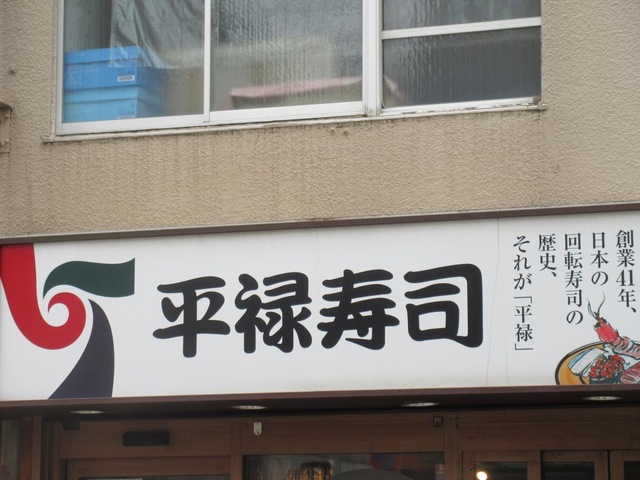 平禄寿司
創業41年、
日本の
回転寿司の
歴史、
それが「平禄」